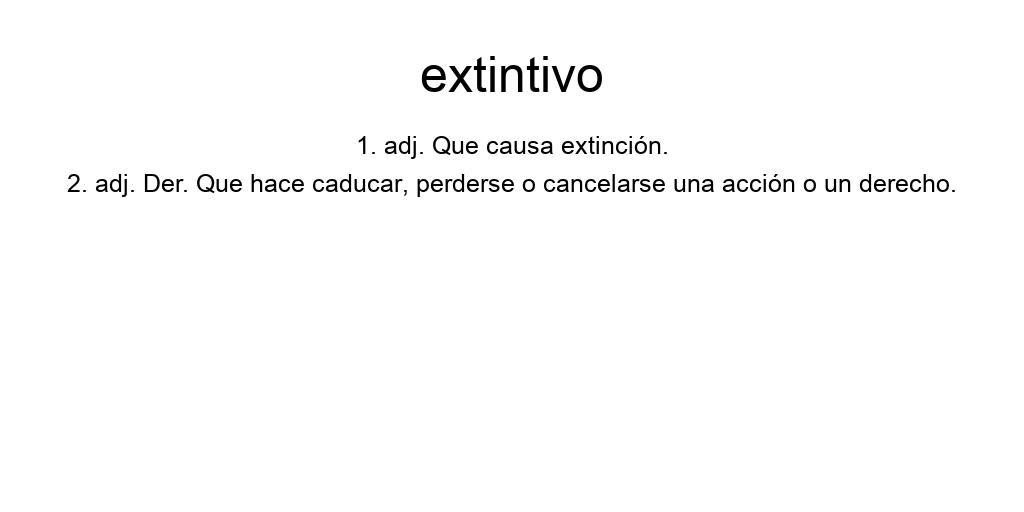 extintivo
1. adj. Que causa extinción.
2. adj. Der. Que hace caducar, perderse o cancelarse una acción o un derecho.